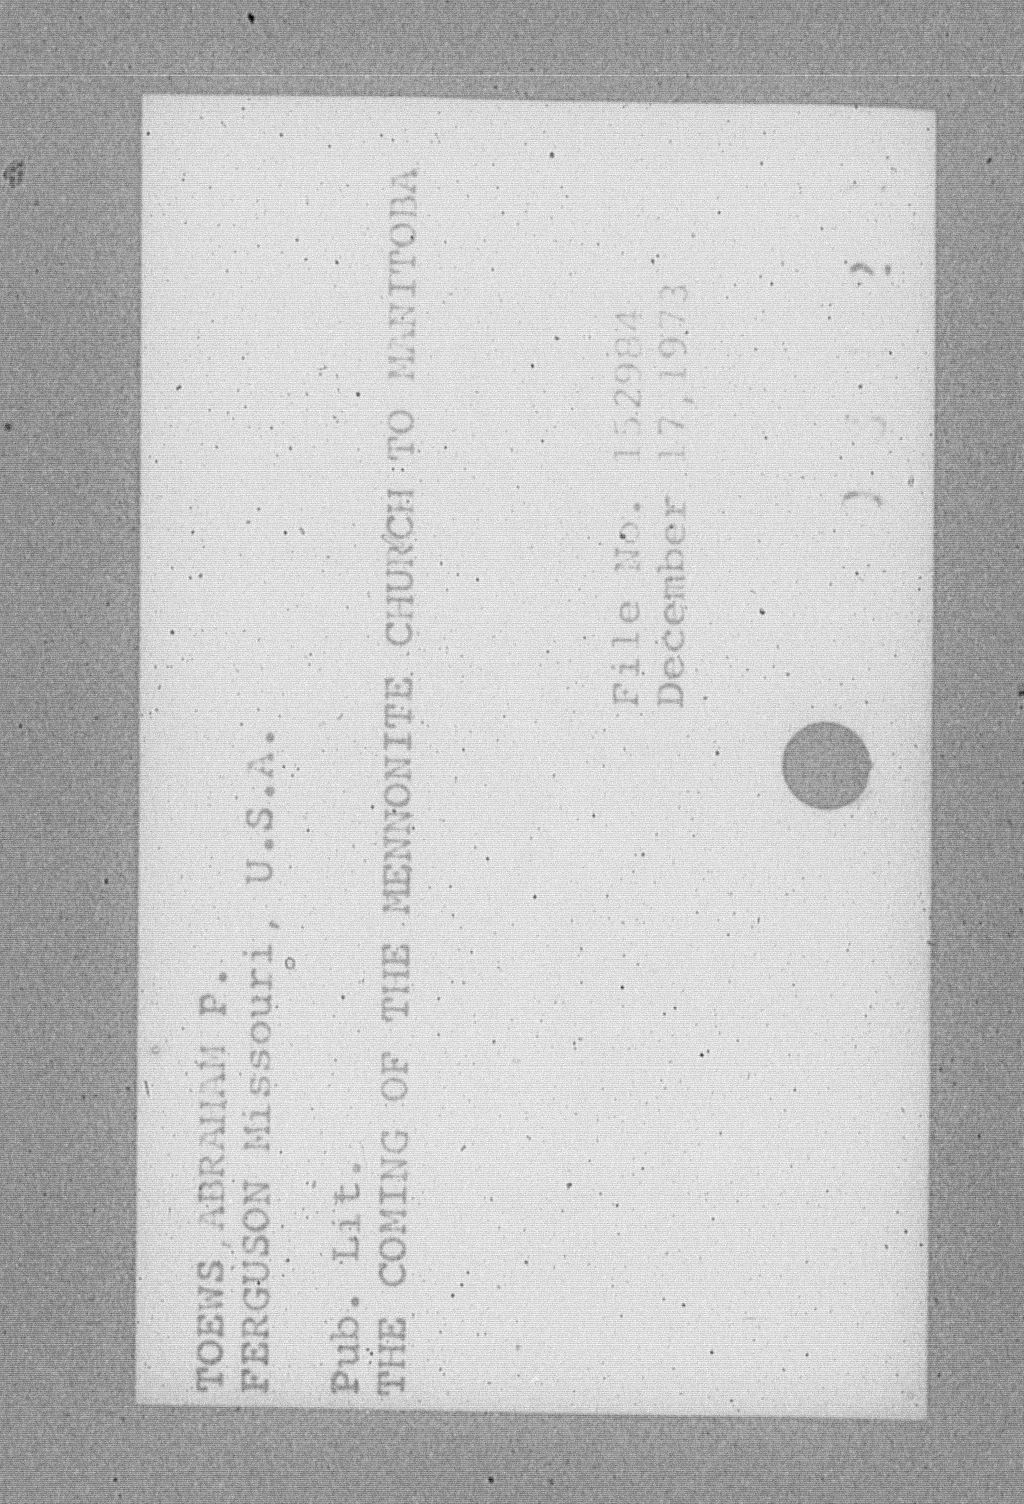 TOEWS, ABRAHAM P.
FERGUSON Missouri, U.S.A.
Pub. Lit.
THE COMING OF THE MENNONITE CHURCH TO MANITOBA
File No. 152984
December 17, 1973